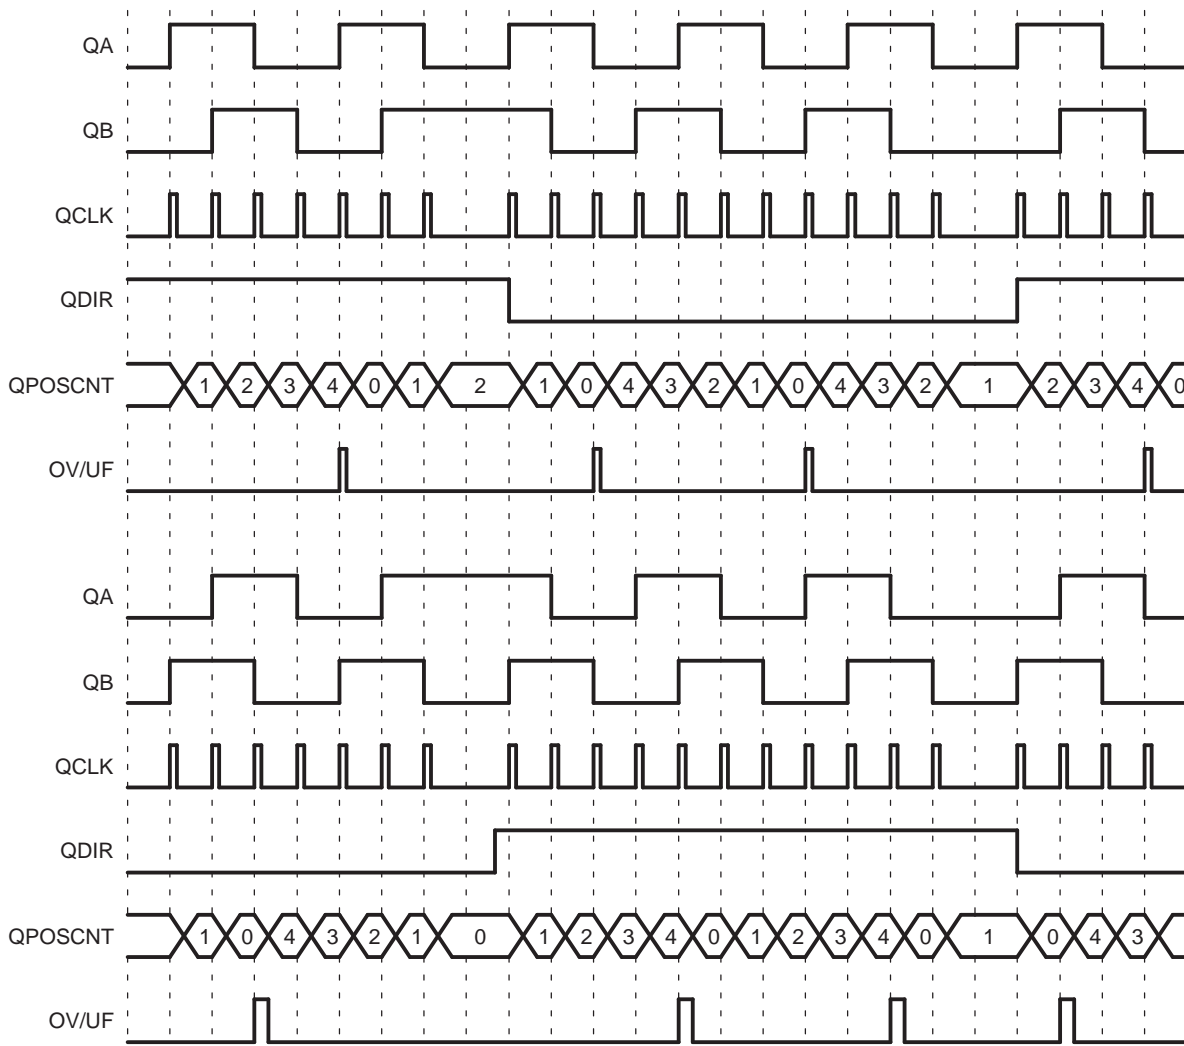 QA
QB
QCLK
QDIR
QPOSCNT 1 2 3 4 0 1 2 1 0 4 3 2 1 0 4 3 2 1 2 3 4 0
OV/UF
QA
QB
QCLK
QDIR
QPOSCNT 1 0 4 3 2 1 0 1 2 3 4 0 1 2 3 4 0 1 0 4 3
OV/UF